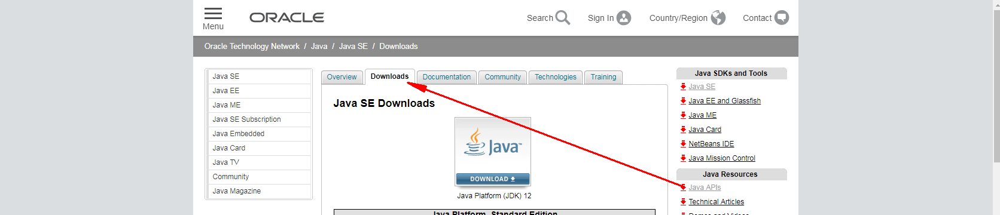 Menu
ORACLE
Search
Sign In
Country/Region
Contact
Oracle Technology Network / Java / Java SE / Downloads
Java SE
Java EE
Java ME
Java SE Subscription
Java Embedded
Java Card
Java TV
Community
Java Magazine
Overview
Downloads
Documentation
Community
Technologies
Training
Java SE Downloads
Java™
DOWNLOAD
Java Platform (JDK) 12
Java Platform, Standard Edition
Java SDKs and Tools
Java SE
Java EE and Glassfish
Java ME
Java Card
NetBeans IDE
Java Mission Control
Java Resources
Java APIs
Technical Articles
Demos and Videos